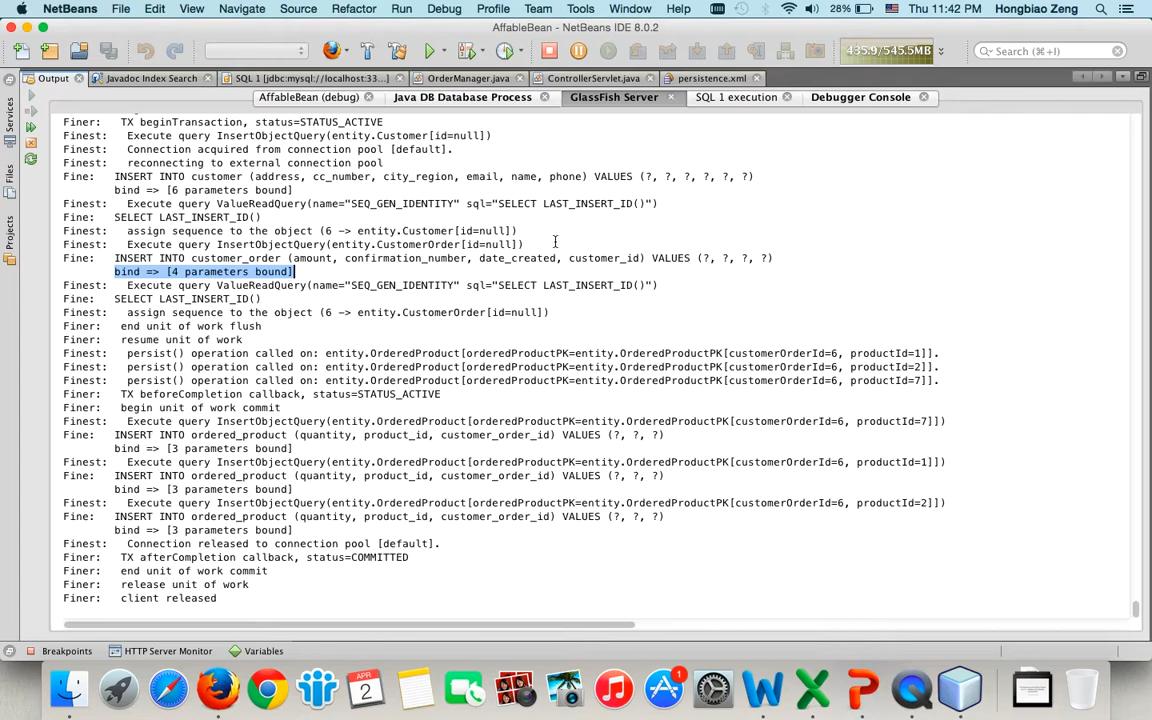 NetBeans File Edit View Navigate Source Refactor Run Debug Profile Team Tools Window Help 28% Thu 11:42 PM Hongbiao Zeng
AffableBean - NetBeans IDE 8.0.2
435.9/545.5MB Search (⌘+I)
Output Javadoc Index Search SQL 1 [jdbc:mysql://localhost:33... OrderManager.java ControllerServlet.java persistence.xml
AffableBean (debug) Java DB Database Process GlassFish Server SQL 1 execution Debugger Console
Services
Files
Projects
Finer: TX beginTransaction, status=STATUS_ACTIVE
Finest: Execute query InsertObjectQuery(entity.Customer[id=null])
Finest: Connection acquired from connection pool [default].
Finest: reconnecting to external connection pool
Fine: INSERT INTO customer (address, cc_number, city_region, email, name, phone) VALUES (?, ?, ?, ?, ?, ?)
bind => [6 parameters bound]
Finest: Execute query ValueReadQuery(name="SEQ_GEN_IDENTITY" sql="SELECT LAST_INSERT_ID()")
Fine: SELECT LAST_INSERT_ID()
Finest: assign sequence to the object (6 -> entity.Customer[id=null])
Finest: Execute query InsertObjectQuery(entity.CustomerOrder[id=null])
Fine: INSERT INTO customer_order (amount, confirmation_number, date_created, customer_id) VALUES (?, ?, ?, ?)
bind => [4 parameters bound]
Finest: Execute query ValueReadQuery(name="SEQ_GEN_IDENTITY" sql="SELECT LAST_INSERT_ID()")
Fine: SELECT LAST_INSERT_ID()
Finest: assign sequence to the object (6 -> entity.CustomerOrder[id=null])
Finer: end unit of work flush
Finer: resume unit of work
Finest: persist() operation called on: entity.OrderedProduct[orderedProductPK=entity.OrderedProductPK[customerOrderId=6, productId=1]].
Finest: persist() operation called on: entity.OrderedProduct[orderedProductPK=entity.OrderedProductPK[customerOrderId=6, productId=2]].
Finest: persist() operation called on: entity.OrderedProduct[orderedProductPK=entity.OrderedProductPK[customerOrderId=6, productId=7]].
Finer: TX beforeCompletion callback, status=STATUS_ACTIVE
Finer: begin unit of work commit
Finest: Execute query InsertObjectQuery(entity.OrderedProduct[orderedProductPK=entity.OrderedProductPK[customerOrderId=6, productId=7]])
Fine: INSERT INTO ordered_product (quantity, product_id, customer_order_id) VALUES (?, ?, ?)
bind => [3 parameters bound]
Finest: Execute query InsertObjectQuery(entity.OrderedProduct[orderedProductPK=entity.OrderedProductPK[customerOrderId=6, productId=1]])
Fine: INSERT INTO ordered_product (quantity, product_id, customer_order_id) VALUES (?, ?, ?)
bind => [3 parameters bound]
Finest: Execute query InsertObjectQuery(entity.OrderedProduct[orderedProductPK=entity.OrderedProductPK[customerOrderId=6, productId=2]])
Fine: INSERT INTO ordered_product (quantity, product_id, customer_order_id) VALUES (?, ?, ?)
bind => [3 parameters bound]
Finest: Connection released to connection pool [default].
Finer: TX afterCompletion callback, status=COMMITTED
Finer: end unit of work commit
Finer: release unit of work
Finer: client released
Breakpoints HTTP Server Monitor Variables
APR
2
1